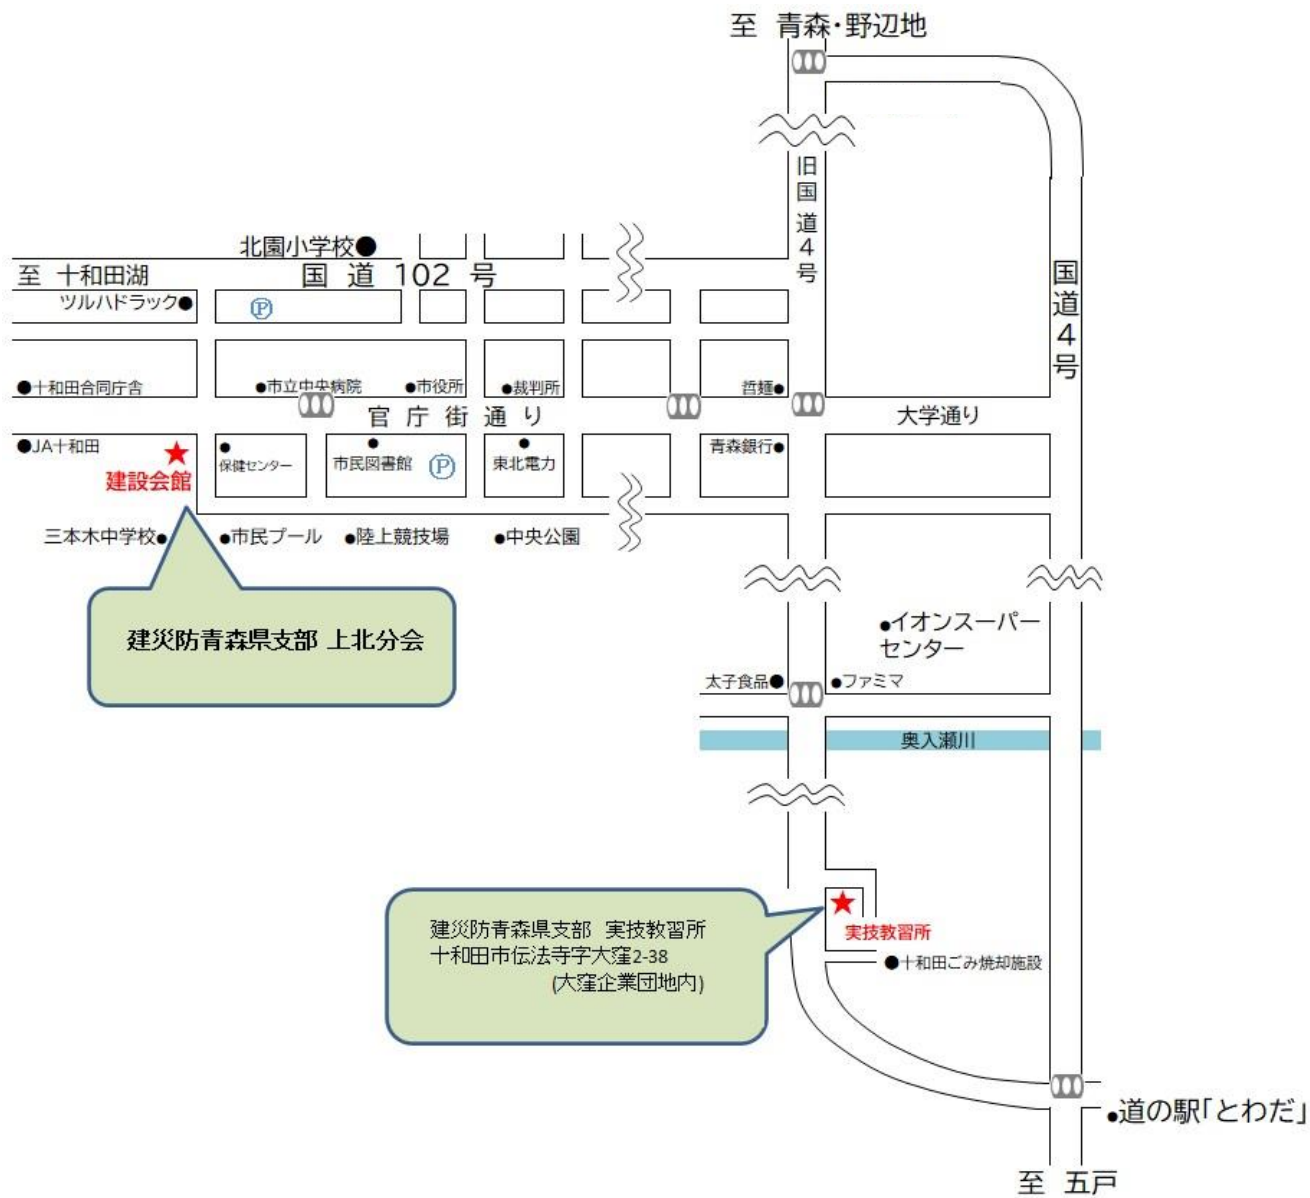 至 青森・野辺地
旧国道4号
国道4号
北園小学校●
至 十和田湖
国道 102 号
ツルハドラック●
Ⓟ
●十和田合同庁舎
●市立中央病院
●市役所
●裁判所
哲麺●
官庁街通り
大学通り
●JA十和田
建設会館
●保健センター
●市民図書館
Ⓟ
●東北電力
青森銀行●
三本木中学校●
●市民プール
●陸上競技場
●中央公園
建災防青森県支部 上北分会
●イオンスーパー
センター
太子食品●
●ファミマ
奥入瀬川
建災防青森県支部 実技教習所
十和田市伝法寺字大窪2-38
(大窪企業団地内)
実技教習所
●十和田ごみ焼却施設
●道の駅「とわだ」
至 五戸